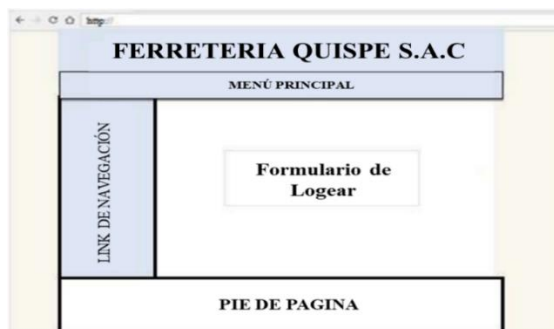 http://
FERRETERIA QUISPE S.A.C
MENÚ PRINCIPAL
LINK DE NAVEGACIÓN
Formulario de
Logear
PIE DE PAGINA